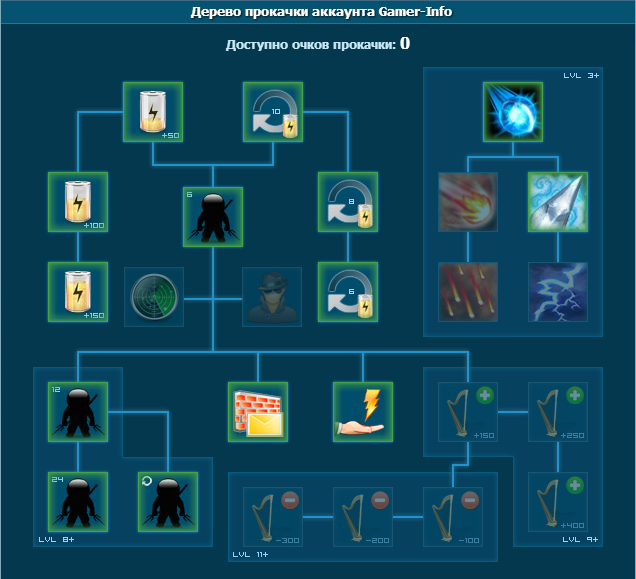 Дерево прокачки аккаунта Gamer-Info
Доступно очков прокачки: 0
LVL 3+
+50
10
+100
6
8
+150
6
12
+150
+250
24
+400
LVL 8+
-300
-200
-100
LVL 9+
LVL 11+